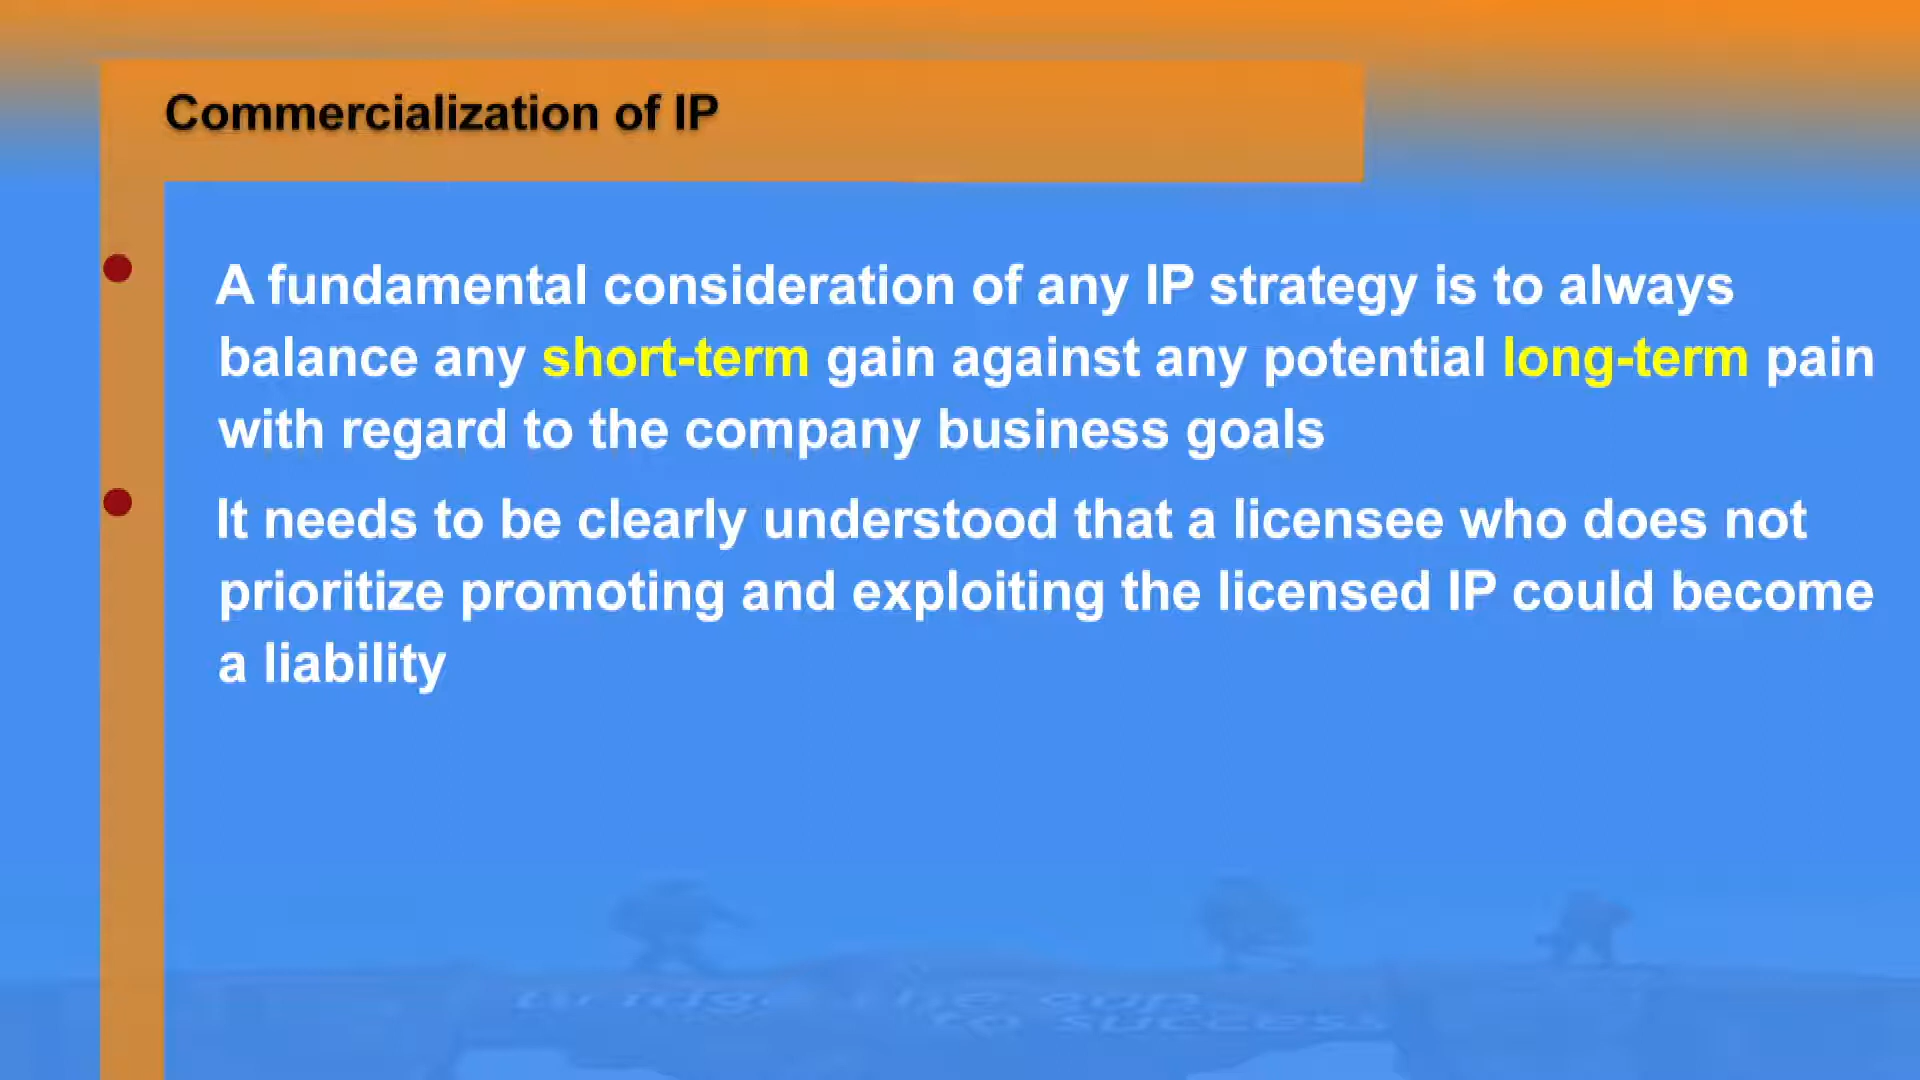 Commercialization of IP
A fundamental consideration of any IP strategy is to always
balance any short-term gain against any potential long-term pain
with regard to the company business goals
It needs to be clearly understood that a licensee who does not
prioritize promoting and exploiting the licensed IP could become
a liability
to success